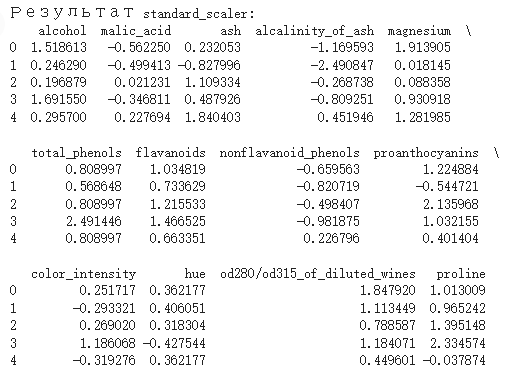 Результат standard_scaler:
alcohol malic_acid ash alcalinity_of_ash magnesium \
0 1.518613 -0.562250 0.232053 -1.169593 1.913905
1 0.246290 -0.499413 -0.827996 -2.490847 0.018145
2 0.196879 0.021231 1.109334 -0.268738 0.088358
3 1.691550 -0.346811 0.487926 -0.809251 0.930918
4 0.295700 0.227694 1.840403 0.451946 1.281985
total_phenols flavanoids nonflavanoid_phenols proanthocyanins \
0 0.808997 1.034819 -0.659563 1.224884
1 0.568648 0.733629 -0.820719 -0.544721
2 0.808997 1.215533 -0.498407 2.135968
3 2.491446 1.466525 -0.981875 1.032155
4 0.808997 0.663351 0.226796 0.401404
color_intensity hue od280/od315_of_diluted_wines proline
0 0.251717 0.362177 1.847920 1.013009
1 -0.293321 0.406051 1.113449 0.965242
2 0.269020 0.318304 0.788587 1.395148
3 1.186068 -0.427544 1.184071 2.334574
4 -0.319276 0.362177 0.449601 -0.037874